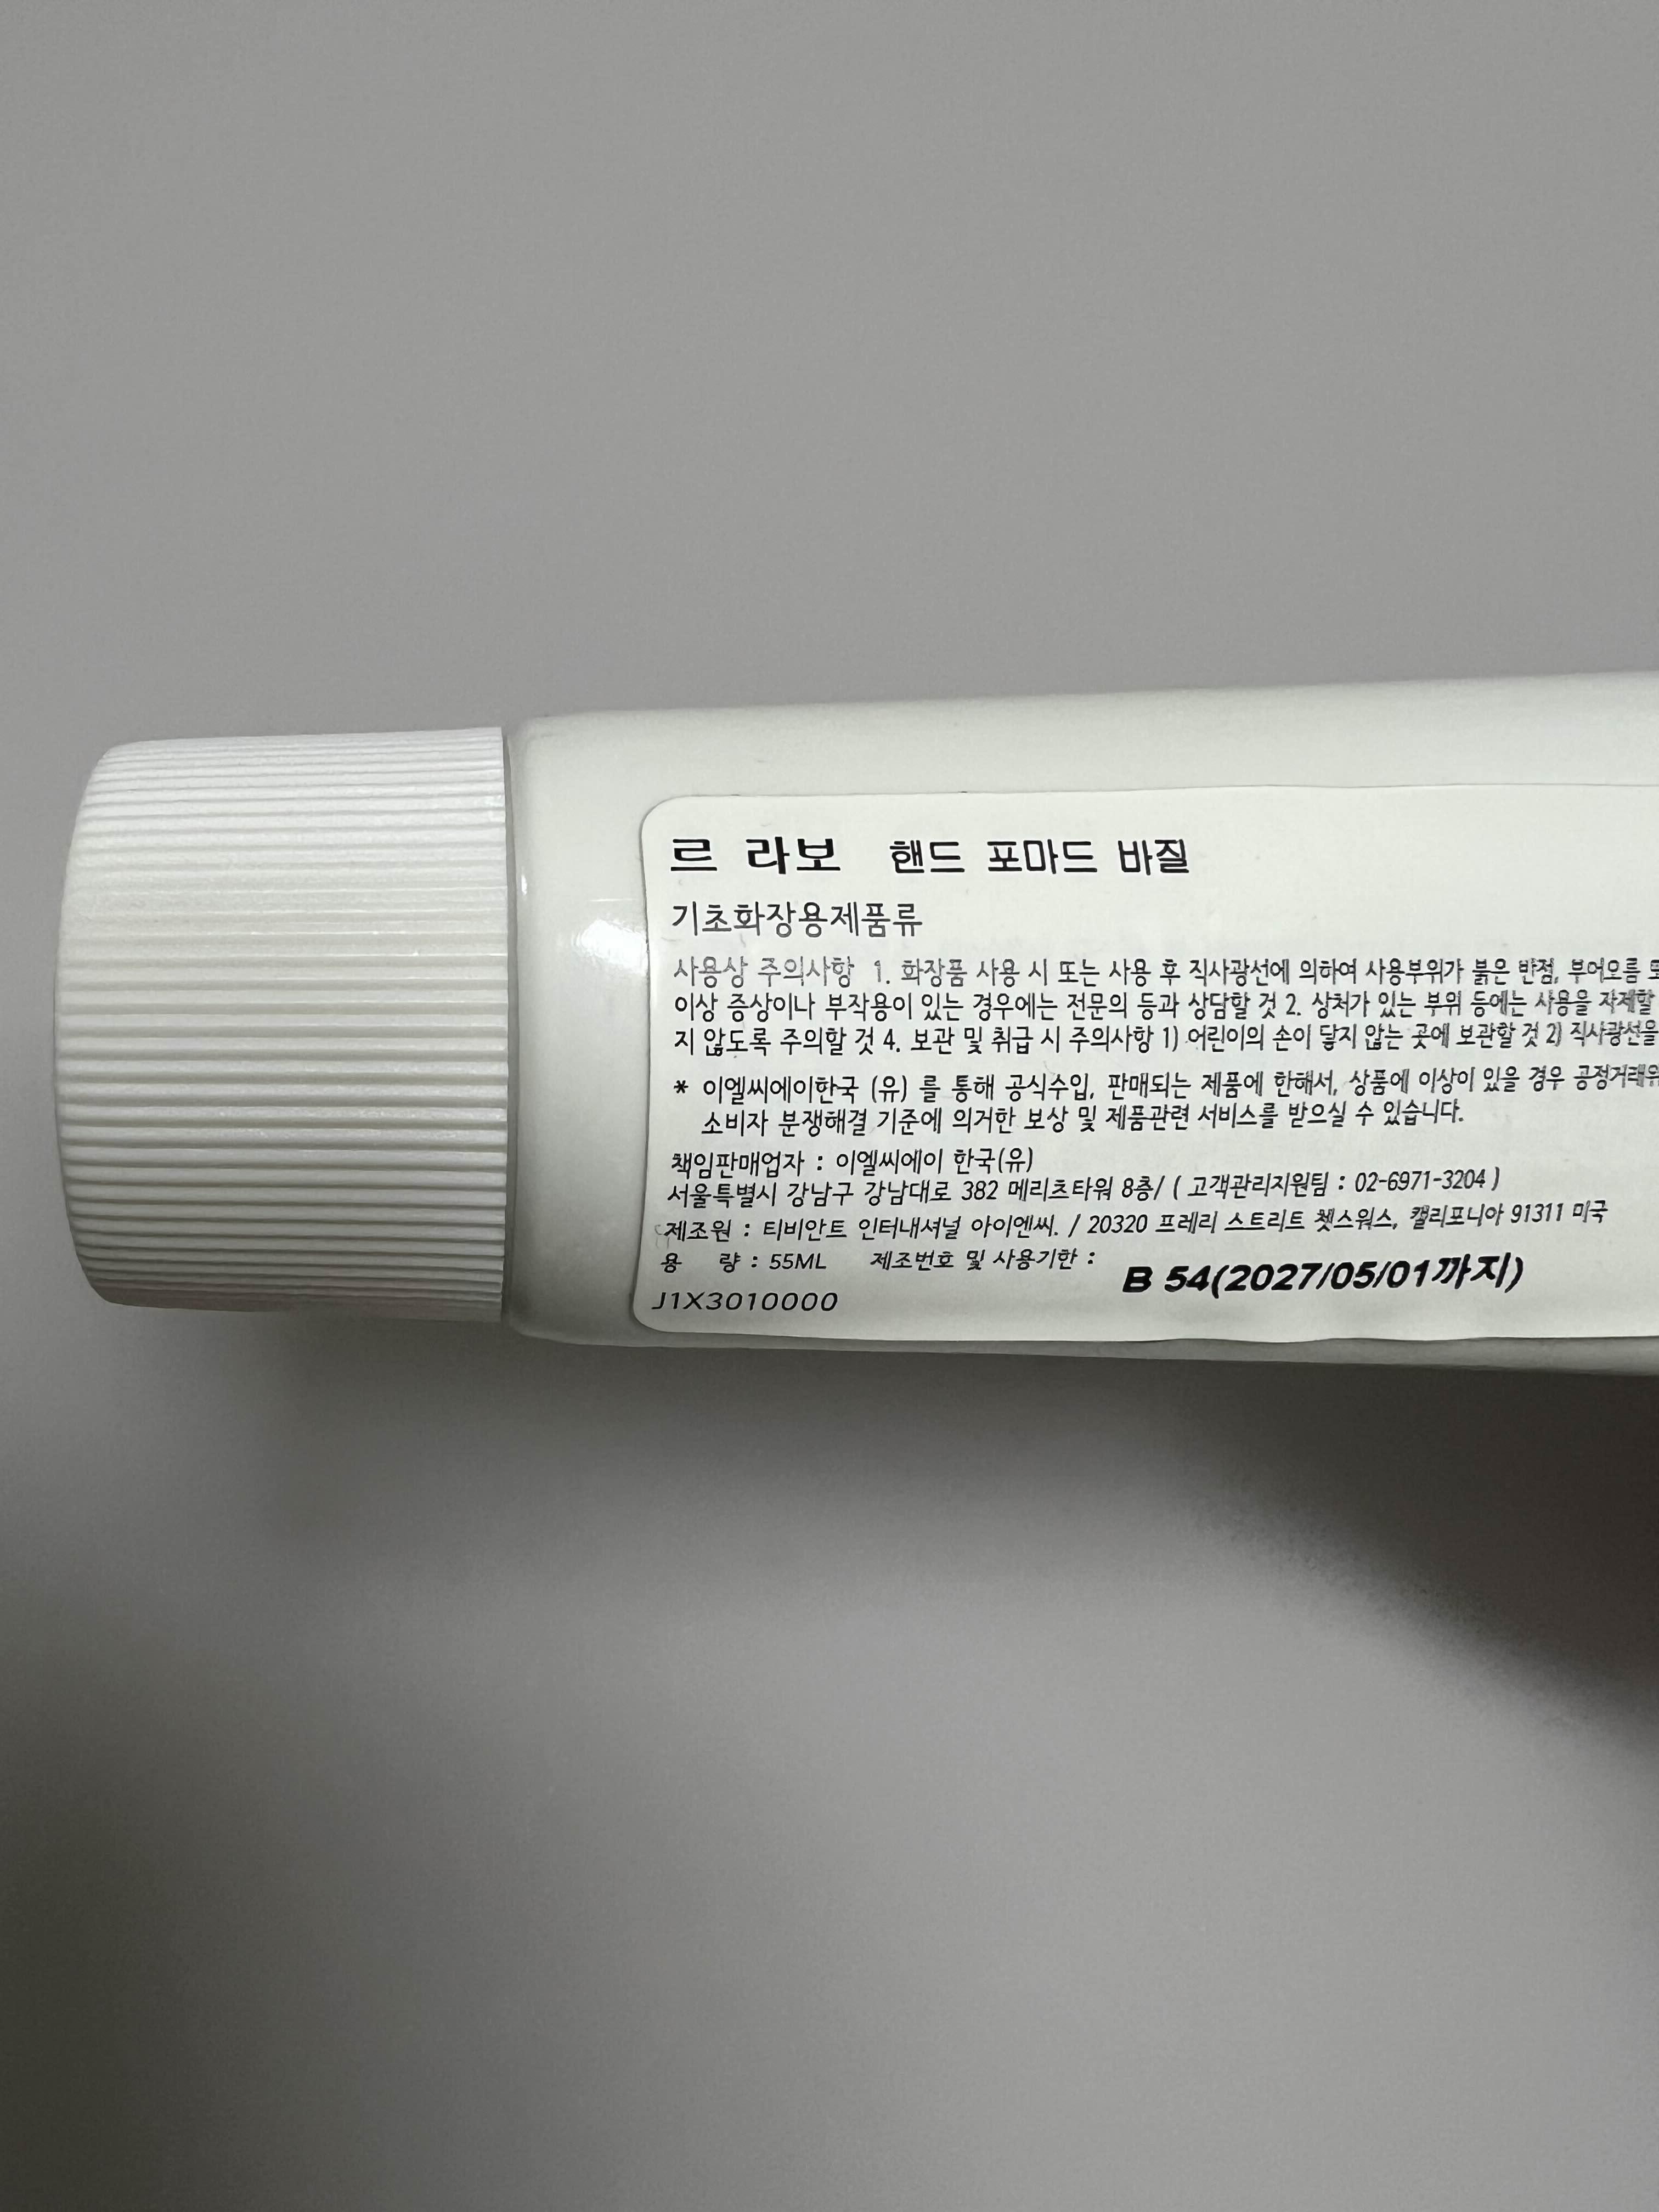 르 라보 핸드 포마드 바질
기초화장용제품류
사용상 주의사항 1. 화장품 사용 시 또는 사용 후 직사광선에 의하여 사용부위가 붉은 반점, 부어오름
이상 증상이나 부작용이 있는 경우에는 전문의 등과 상담할 것 2. 상처가 있는 부위 등에는 사용을 자제할
지 않도록 주의할 것 4. 보관 및 취급 시 주의사항 1) 어린이의 손이 닿지 않는 곳에 보관할 것 2) 직사광선을
* 이엘씨에이한국 (유) 를 통해 공식수입, 판매되는 제품에 한해서, 상품에 이상이 있을 경우 공정거래위
소비자 분쟁해결 기준에 의거한 보상 및 제품관련 서비스를 받으실 수 있습니다.
책임판매업자 : 이엘씨에이 한국(유)
서울특별시 강남구 강남대로 382 메리츠타워 8층/ ( 고객관리지원팀 : 02-6971-3204 )
제조원 : 티비안트 인터내셔널 아이엔씨. / 20320 프레리 스트리트 쳇스워스, 캘리포니아 91311 미국
용 량 : 55ML 제조번호 및 사용기한 : B 54(2027/05/01까지)
J1X3010000